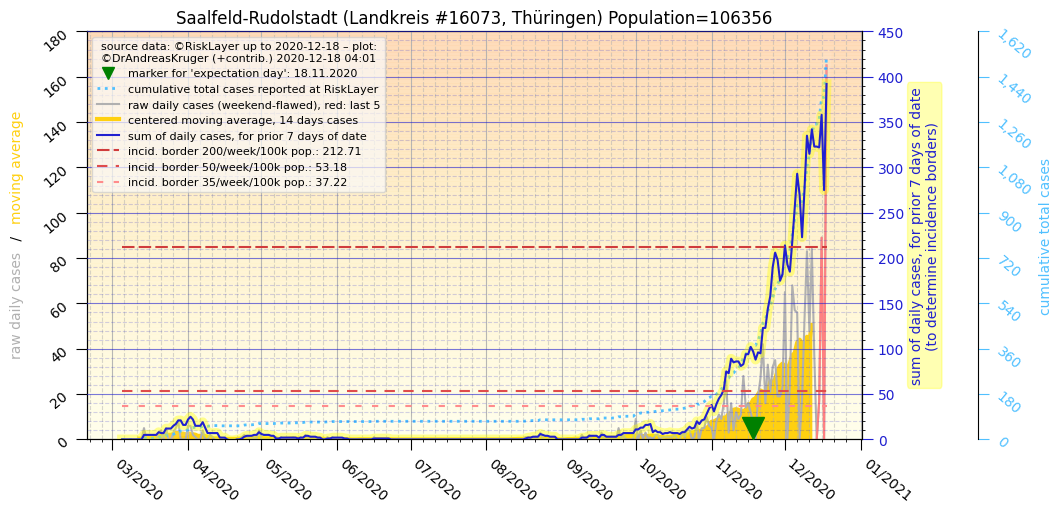 Saalfeld-Rudolstadt (Landkreis #16073, Thüringen) Population=106356
source data: ©RiskLayer up to 2020-12-18 – plot:
©DrAndreasKruger (+contrib.) 2020-12-18 04:01
marker for 'expectation day': 18.11.2020
cumulative total cases reported at RiskLayer
raw daily cases (weekend-flawed), red: last 5
centered moving average, 14 days cases
sum of daily cases, for prior 7 days of date
incid. border 200/week/100k pop.: 212.71
incid. border 50/week/100k pop.: 53.18
incid. border 35/week/100k pop.: 37.22
raw daily cases / moving average
180
160
140
120
100
80
60
40
20
0
03/2020
04/2020
05/2020
06/2020
07/2020
08/2020
09/2020
10/2020
11/2020
12/2020
01/2021
450
400
350
300
250
200
150
100
50
0
sum of daily cases, for prior 7 days of date
(to determine incidence borders)
1,620
1,440
1,260
1,080
900
720
540
360
180
0
cumulative total cases